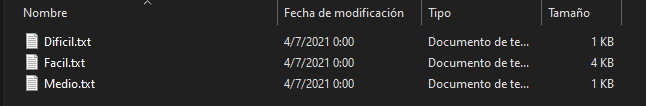 Nombre Fecha de modificación Tipo Tamaño
Dificil.txt 4/7/2021 0:00 Documento de te... 1 KB
Facil.txt 4/7/2021 0:00 Documento de te... 4 KB
Medio.txt 4/7/2021 0:00 Documento de te... 1 KB